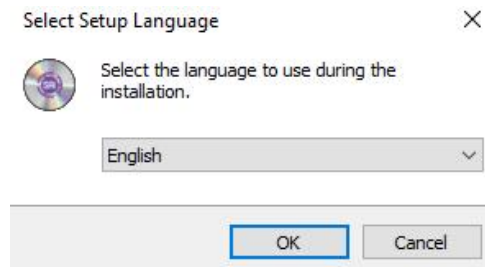 Select Setup Language
Select the language to use during the
installation.
English
OK
Cancel